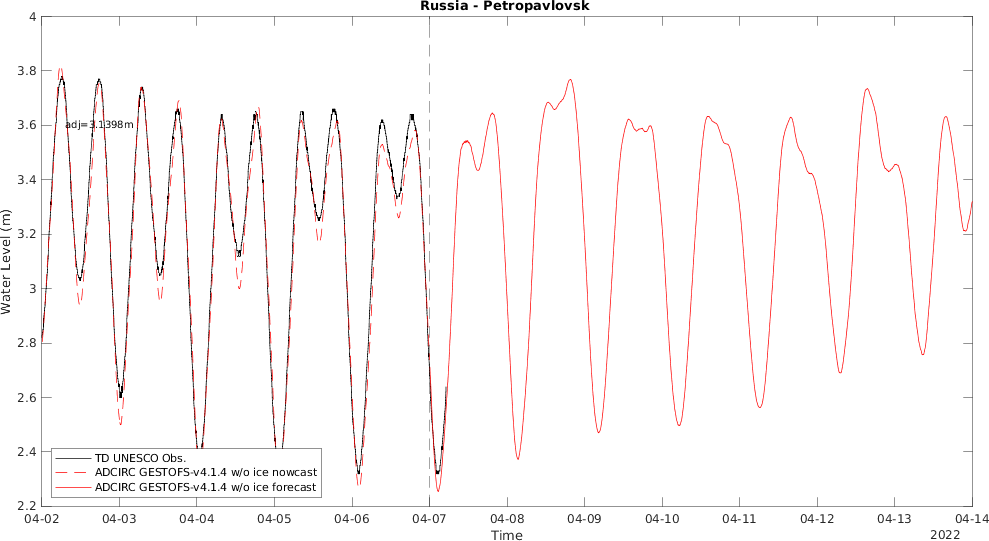 Russia - Petropavlovsk
4
3.8
3.6
3.4
3.2
3
2.8
2.6
2.4
2.2
Water Level (m)
adj=3.1398m
TD UNESCO Obs.
ADCIRC GESTOFS-v4.1.4 w/o ice nowcast
ADCIRC GESTOFS-v4.1.4 w/o ice forecast
04-02 04-03 04-04 04-05 04-06 04-07 04-08 04-09 04-10 04-11 04-12 04-13 04-14
Time
2022